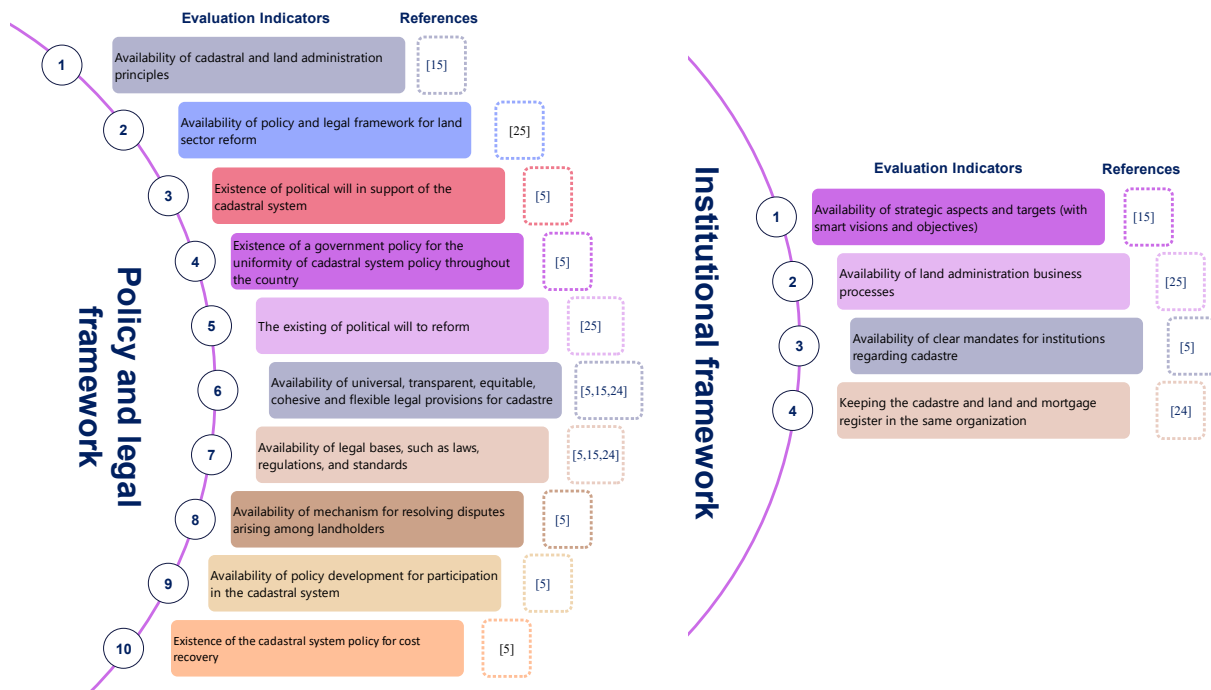 Evaluation Indicators References
1
Availability of cadastral and land administration
principles
[15]
2
Availability of policy and legal framework for land
sector reform
[25]
3
Existence of political will in support of the
cadastral system
[5]
4
Existence of a government policy for the
uniformity of cadastral system policy throughout
the country
[5]
5
The existing of political will to reform
[25]
6
Availability of universal, transparent, equitable,
cohesive and flexible legal provisions for cadastre
[5,15,24]
7
Availability of legal bases, such as laws,
regulations, and standards
[5,15,24]
8
Availability of mechanism for resolving disputes
arising among landholders
[5]
9
Availability of policy development for participation
in the cadastral system
[5]
10
Existence of the cadastral system policy for cost
recovery
[5]
Policy and legal
framework
Evaluation Indicators References
1
Availability of strategic aspects and targets (with
smart visions and objectives)
[15]
2
Availability of land administration business
processes
[25]
3
Availability of clear mandates for institutions
regarding cadastre
[5]
4
Keeping the cadastre and land and mortgage
register in the same organization
[24]
Institutional framework